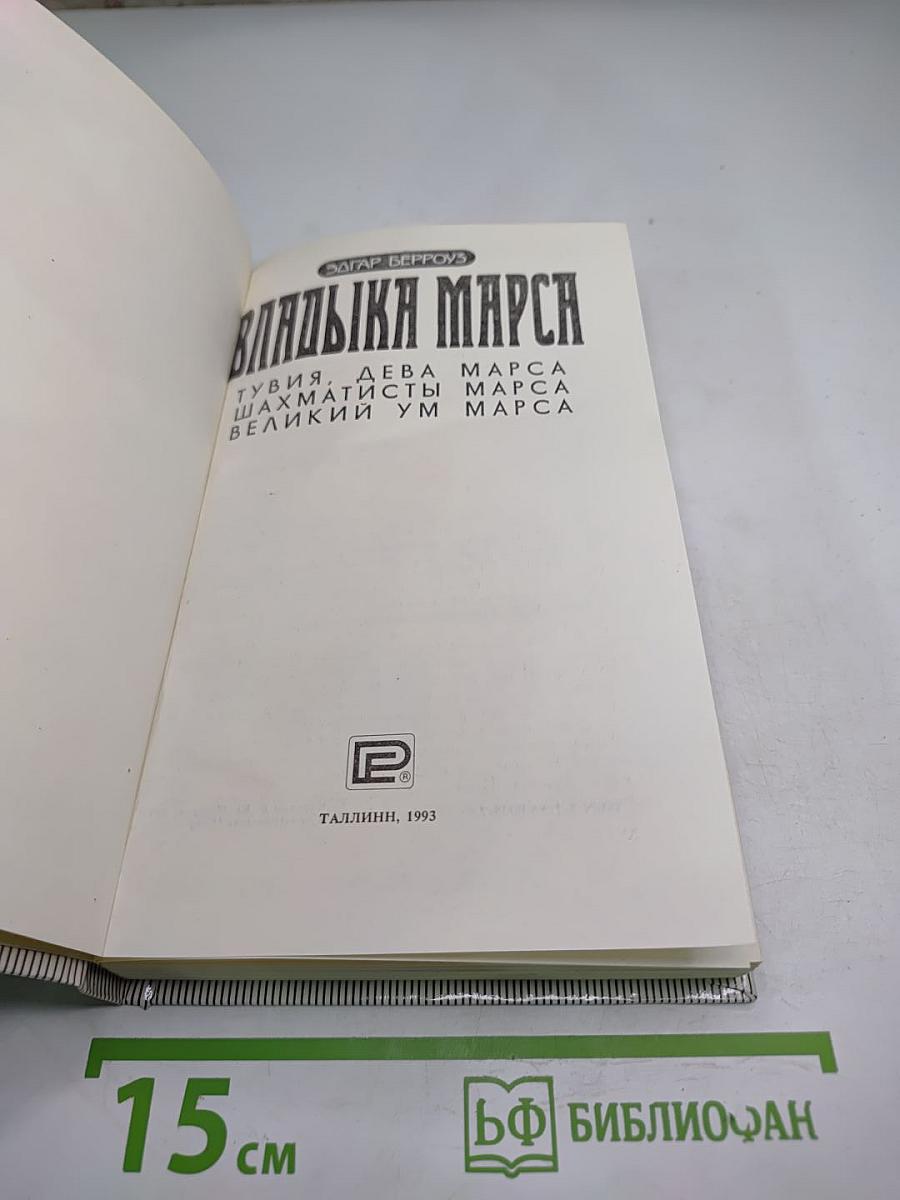 ЭДГАР БЕРРОУЗ
ВЛАДЫКА МАРСА
ТУВИЯ, ДЕВА МАРСА
ШАХМАТИСТЫ МАРСА
ВЕЛИКИЙ УМ МАРСА
®
ТАЛЛИНН, 1993
15 см
БФ БИБЛИОФАН